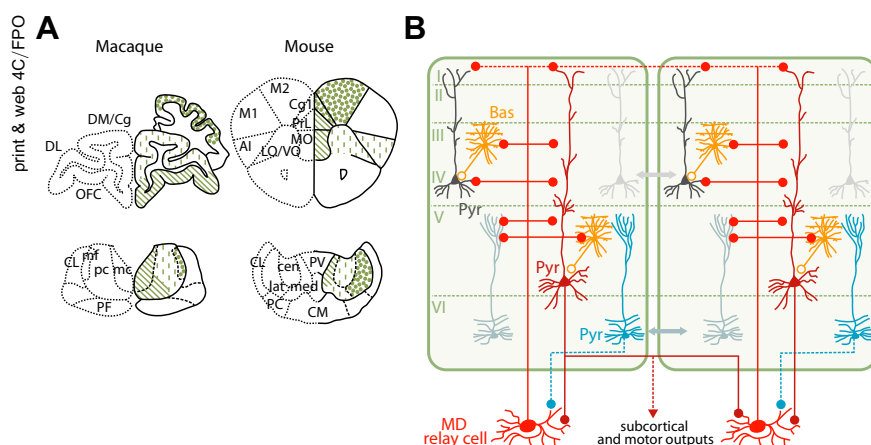 print & web 4C/FPO
A
Macaque
Mouse
DM/Cg
DL
OFC
M2
M1
Cg1
PrL
MO
AI
LO/VO
CL
mf
pc
mc
PF
CL
cen
PV
lat
med
PC
CM
B
I
II
III
IV
V
VI
Bas
Pyr
Pyr
Pyr
MD
relay cell
subcortical
and motor outputs